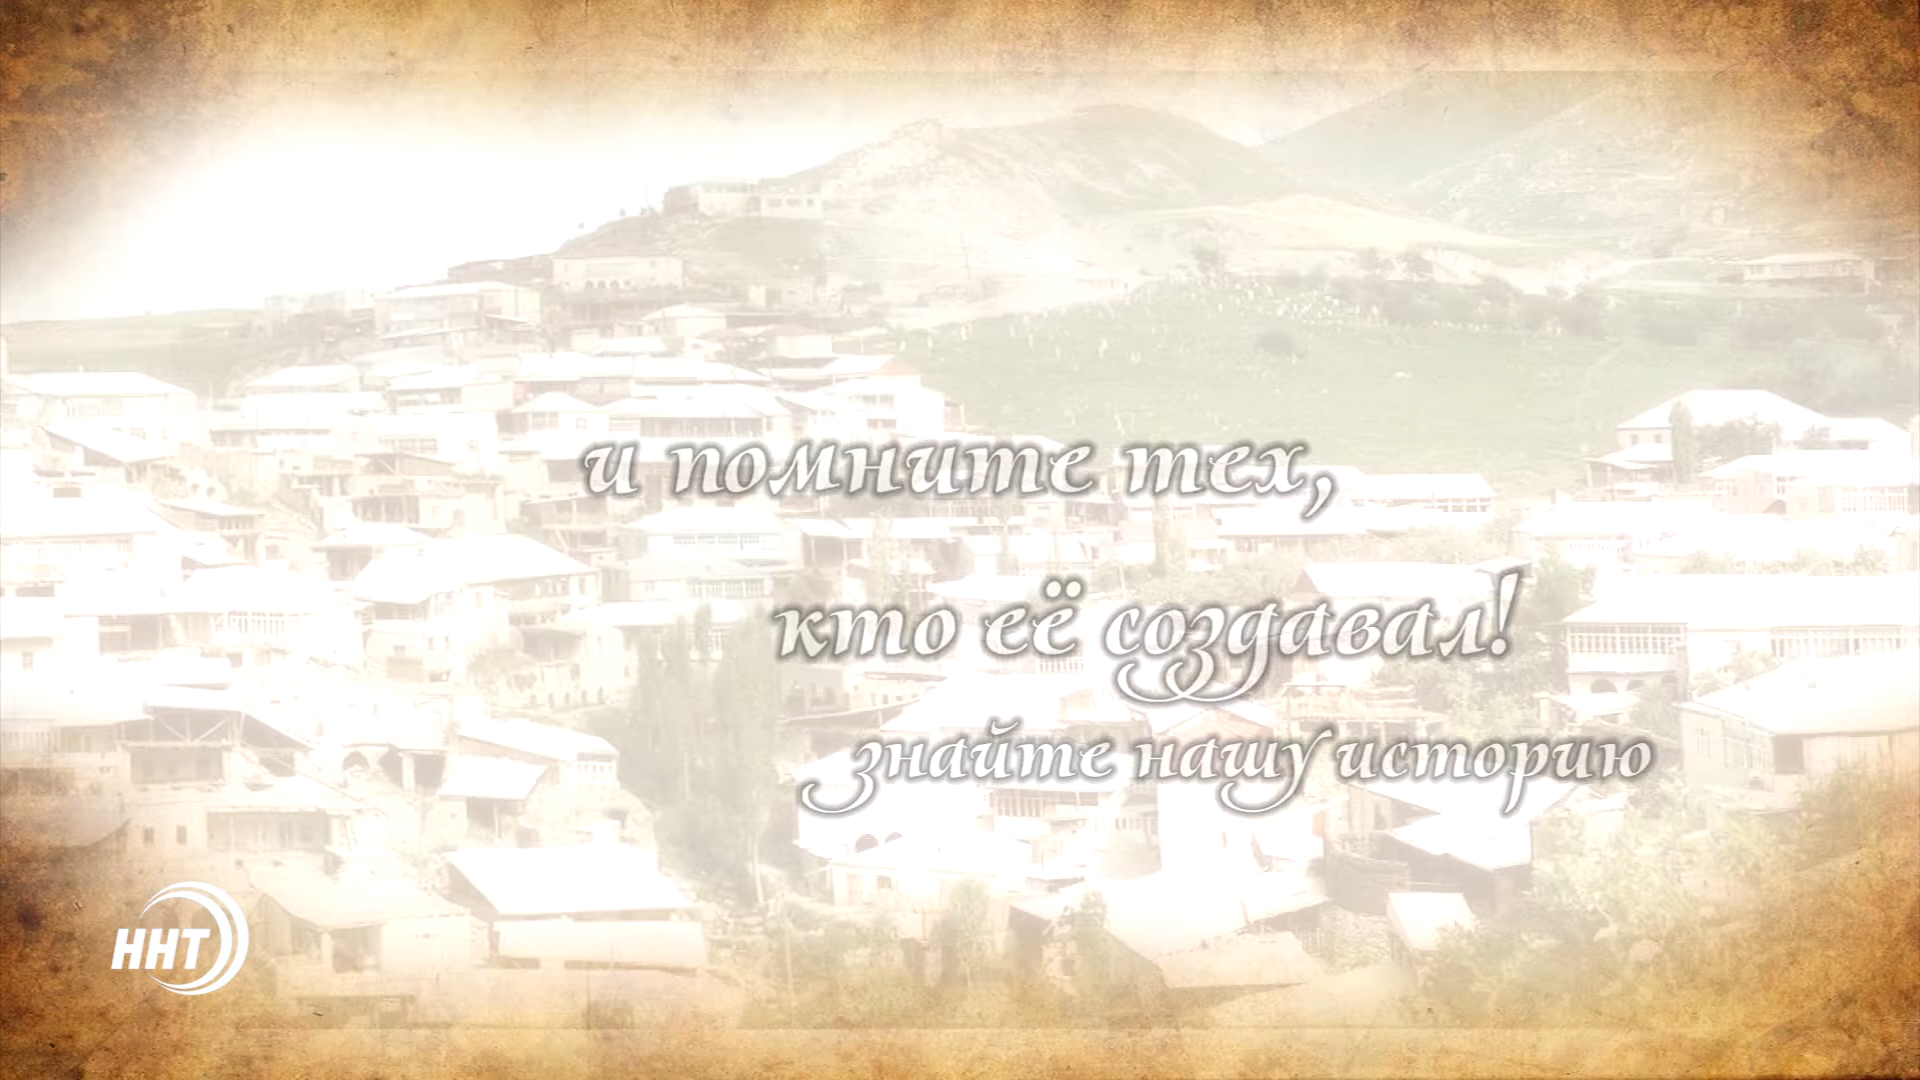 и помните тех,
кто её создавал!
знайте нашу историю
ННТ